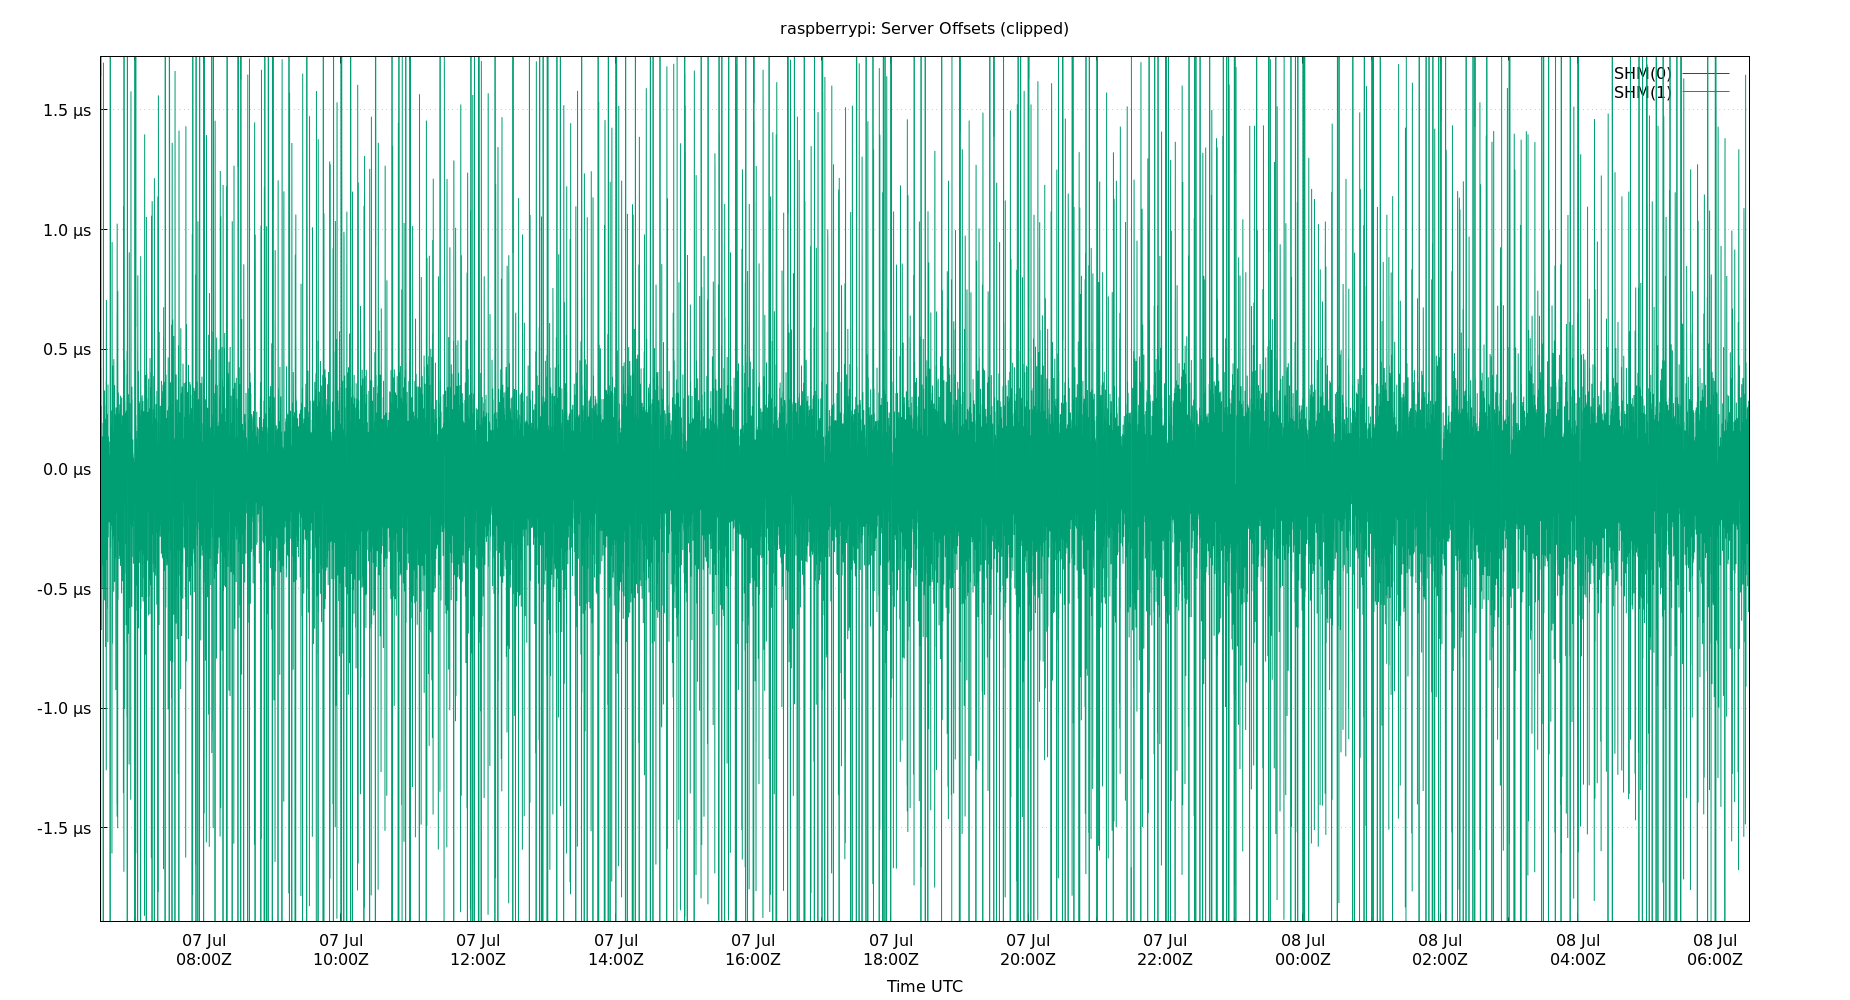 raspberrypi: Server Offsets (clipped)
SHM(0)
SHM(1)
1.5 µs
1.0 µs
0.5 µs
0.0 µs
-0.5 µs
-1.0 µs
-1.5 µs
07 Jul 07 Jul 07 Jul 07 Jul 07 Jul 07 Jul 07 Jul 07 Jul 08 Jul 08 Jul 08 Jul 08 Jul
08:00Z 10:00Z 12:00Z 14:00Z 16:00Z 18:00Z 20:00Z 22:00Z 00:00Z 02:00Z 04:00Z 06:00Z
Time UTC